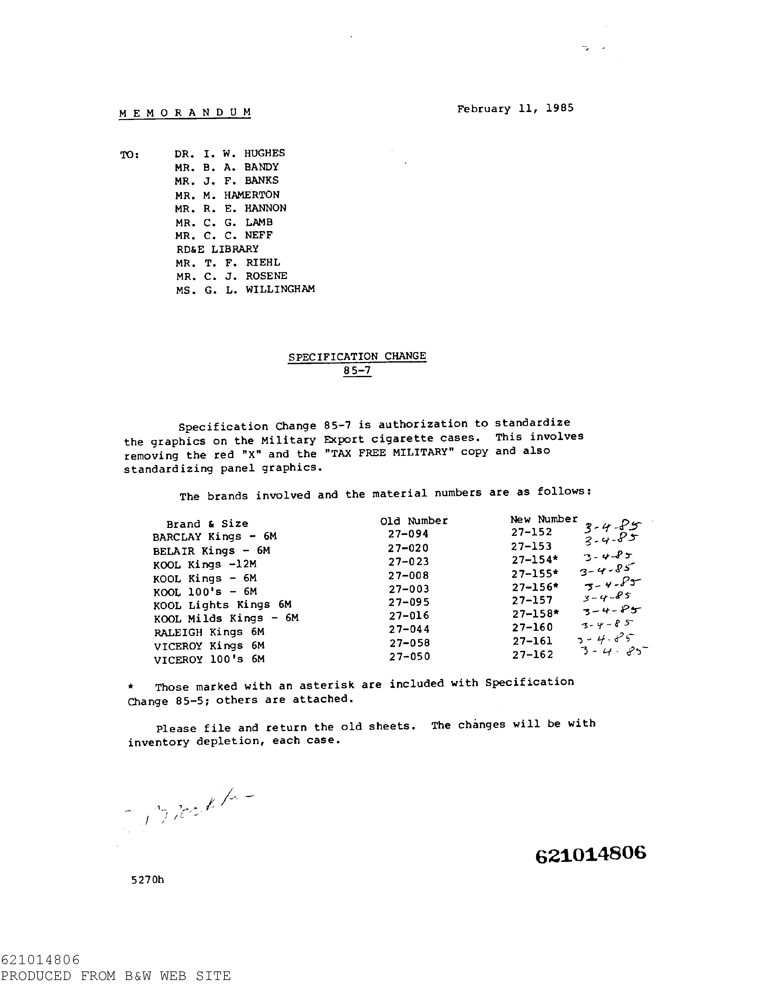 M E M O R A N D U M    February 11, 1985
TO:    DR. I. W. HUGHES
MR. B. A. BANDY
MR. J. F. BANKS
MR. M. HAMERTON
MR. R. E. HANNON
MR. C. G. LAMB
MR. C. C. NEFF
RD&E LIBRARY
MR. T. F. RIEHL
MR. C. J. ROSENE
MS. G. L. WILLINGHAM
SPECIFICATION CHANGE
85-7
Specification Change 85-7 is authorization to standardize
the graphics on the Military Export cigarette cases. This involves
removing the red "X" and the "TAX FREE MILITARY" copy and also
standardizing panel graphics.
The brands involved and the material numbers are as follows:
Brand & Size    Old Number    New Number
BARCLAY Kings - 6M    27-094    27-152    3-4-85
BELAIR Kings - 6M    27-020    27-153    3-4-85
KOOL Kings -12M    27-023    27-154*    3-4-85
KOOL Kings - 6M    27-008    27-155*    3-4-85
KOOL 100's - 6M    27-003    27-156*    3-4-85
KOOL Lights Kings 6M    27-095    27-157    3-4-85
KOOL Milds Kings - 6M    27-016    27-158*    3-4-85
RALEIGH Kings 6M    27-044    27-160    3-4-85
VICEROY Kings 6M    27-058    27-161    3-4-85
VICEROY 100's 6M    27-050    27-162    3-4-85
* Those marked with an asterisk are included with Specification
Change 85-5; others are attached.
Please file and return the old sheets. The changes will be with
inventory depletion, each case.
621014806
5270h
621014806
PRODUCED FROM B&W WEB SITE